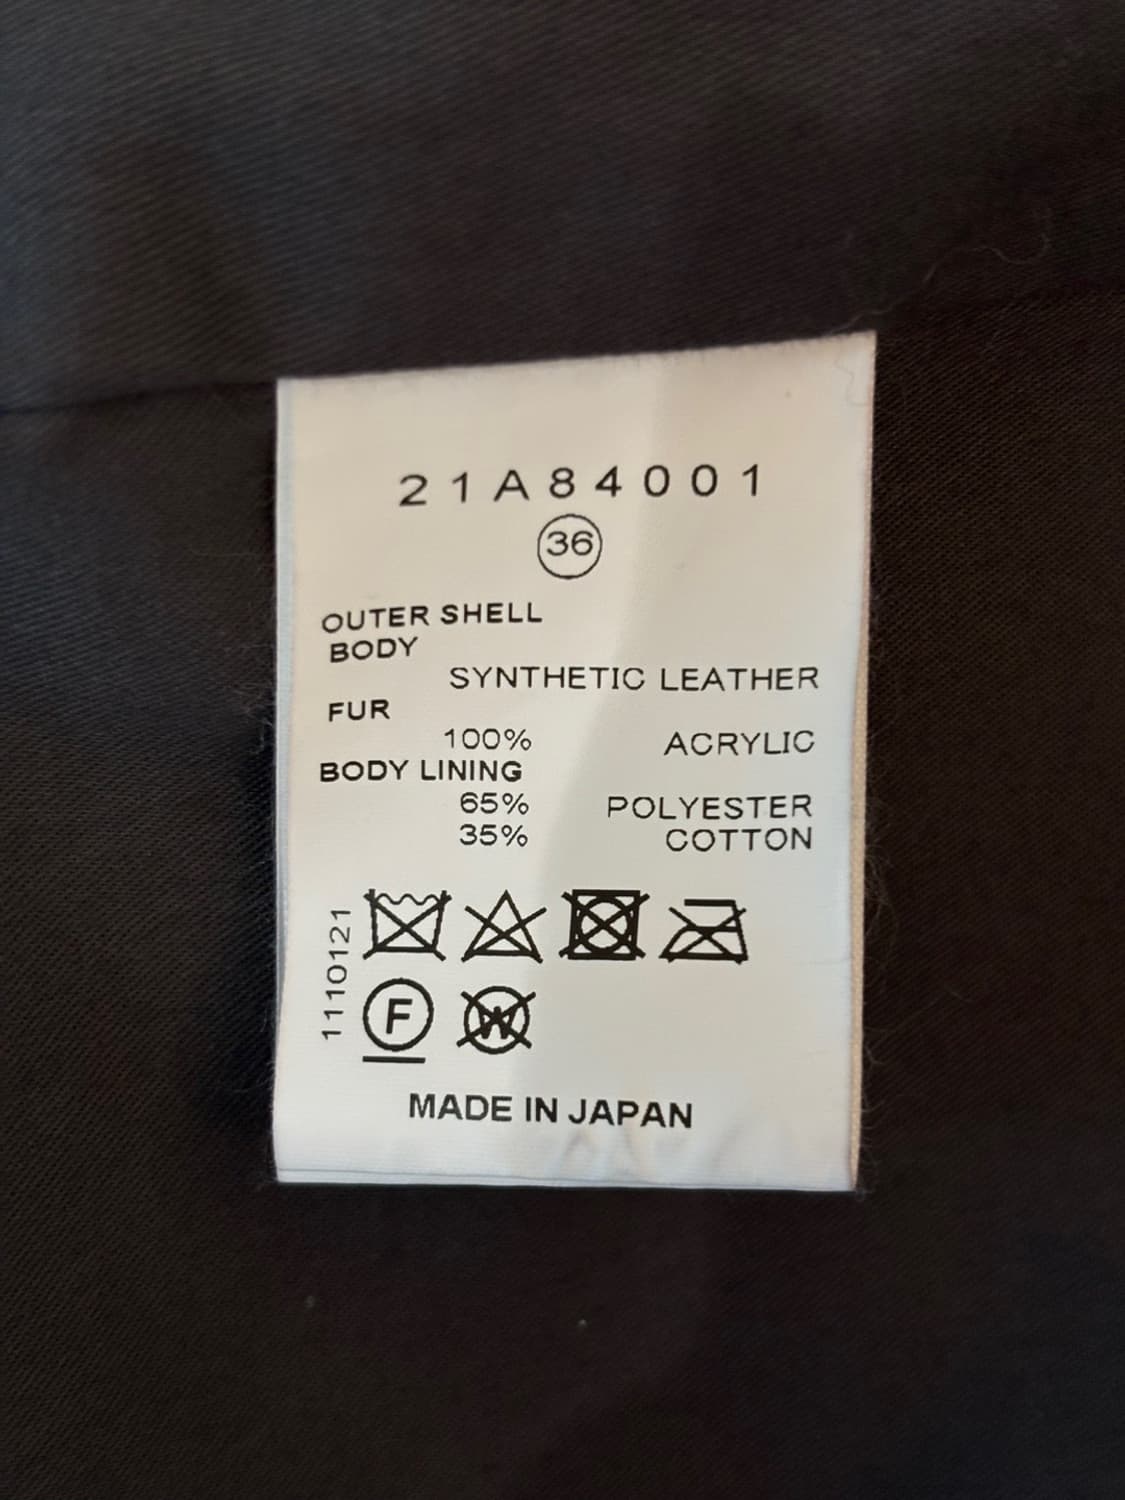 21A84001
36
OUTER SHELL
BODY
SYNTHETIC LEATHER
FUR
100% ACRYLIC
BODY LINING
65% POLYESTER
35% COTTON
1110121
F W
MADE IN JAPAN